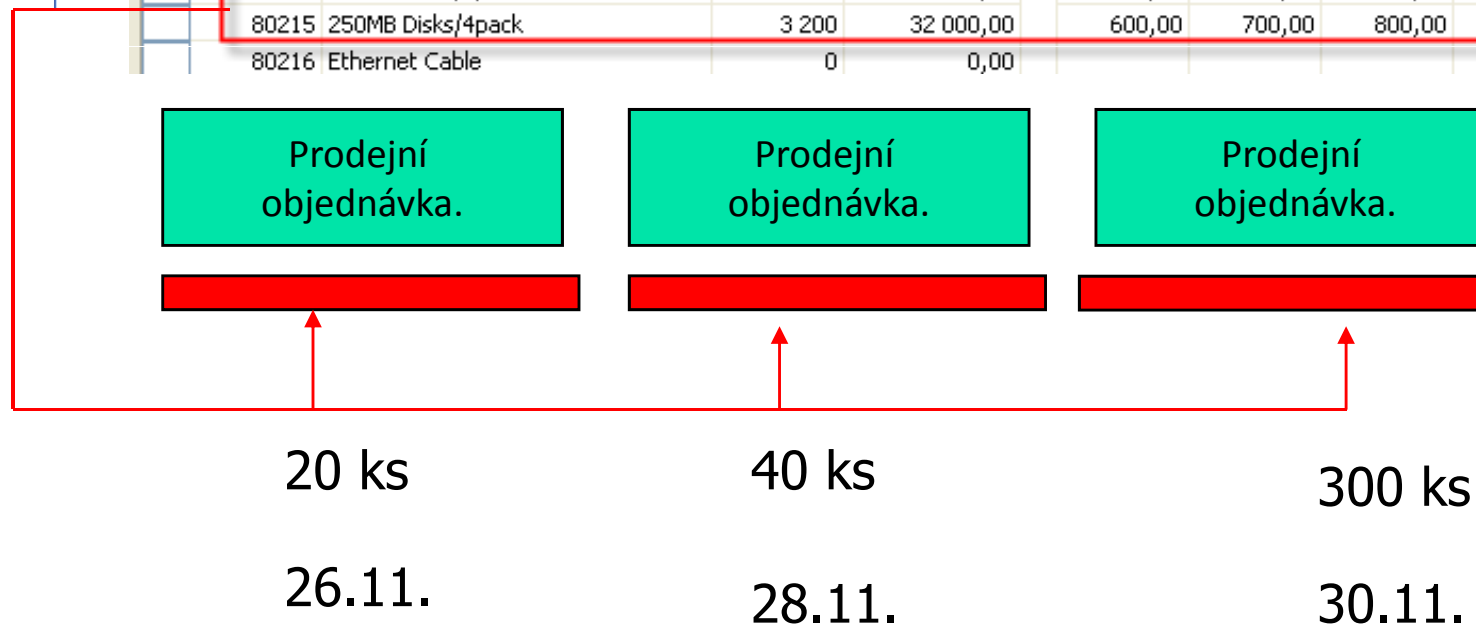 80215 250MB Disks/4pack 3 200 32 000,00 600,00 700,00 800,00
80216 Ethernet Cable 0 0,00
Prodejní
objednávka.
Prodejní
objednávka.
Prodejní
objednávka.
20 ks
40 ks
300 ks
26.11.
28.11.
30.11.